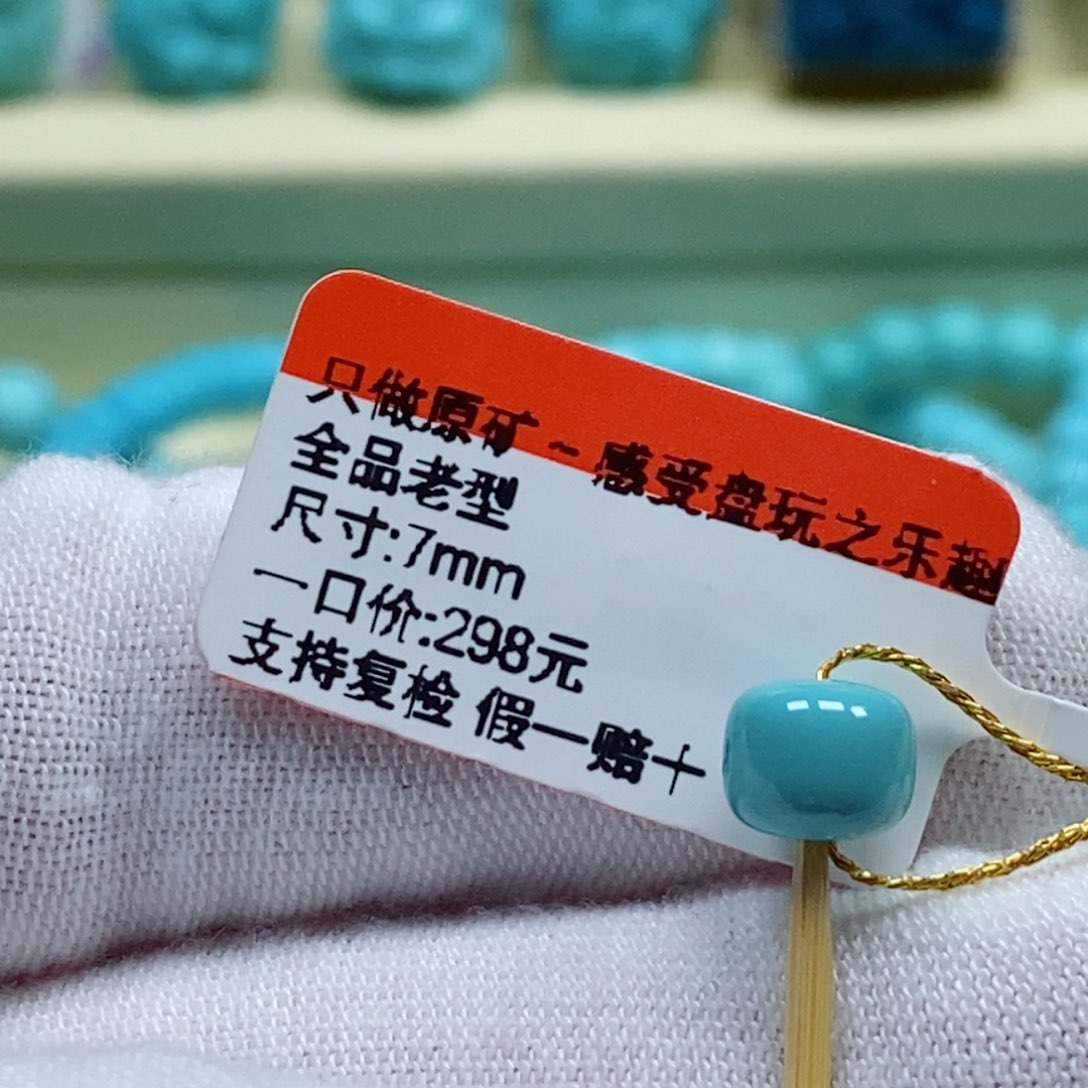 只做原矿~感受盘玩之乐趣
全品老型
尺寸:7mm
一口价:298元
支持复检 假一赔十